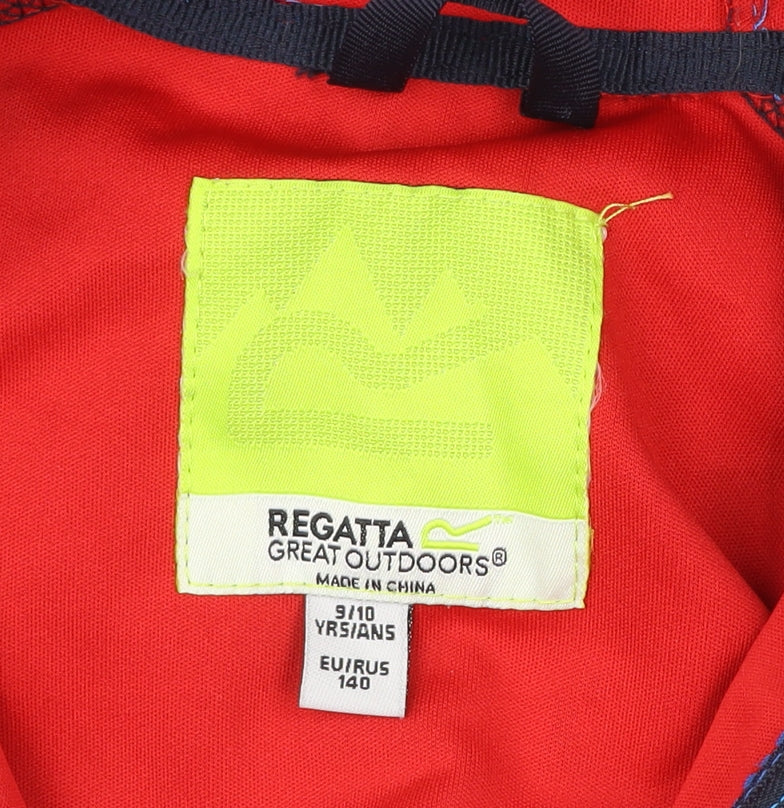 REGATTA
GREAT OUTDOORS®
MADE IN CHINA
9/10
YRS/ANS
EU/RUS
140